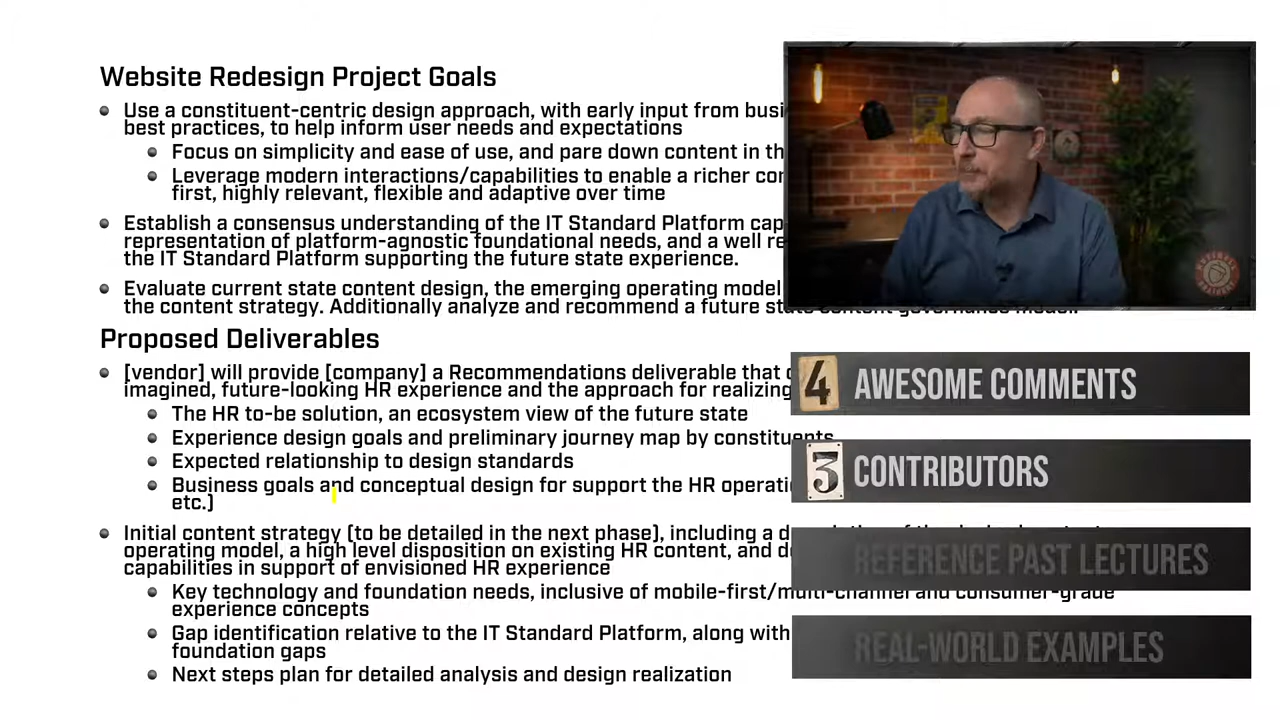 Website Redesign Project Goals
Use a constituent-centric design approach, with early input from
best practices, to help inform user needs and expectations
Focus on simplicity and ease of use, and pare down content in
Leverage modern interactions/capabilities to enable a richer
first, highly relevant, flexible and adaptive over time
Establish a consensus understanding of the IT Standard Platform
representation of platform-agnostic foundational needs, and a well
the IT Standard Platform supporting the future state experience.
Evaluate current state content design, the emerging operating model
the content strategy. Additionally analyze and recommend a future state content governance model.
Proposed Deliverables
[vendor] will provide [company] a Recommendations deliverable that
imagined, future-looking HR experience and the approach for realizing
The HR to-be solution, an ecosystem view of the future state
Experience design goals and preliminary journey map by constituents
Expected relationship to design standards
Business goals and conceptual design for support the HR
etc.)
Initial content strategy (to be detailed in the next phase), including a
operating model, a high level disposition on existing HR content, and
capabilities in support of envisioned HR experience
Key technology and foundation needs, inclusive of mobile-first/multi-channel and consumer-grade
experience concepts
Gap identification relative to the IT Standard Platform, along with
foundation gaps
Next steps plan for detailed analysis and design realization
4 AWESOME COMMENTS
3 CONTRIBUTORS
REFERENCE PAST LECTURES
REAL-WORLD EXAMPLES